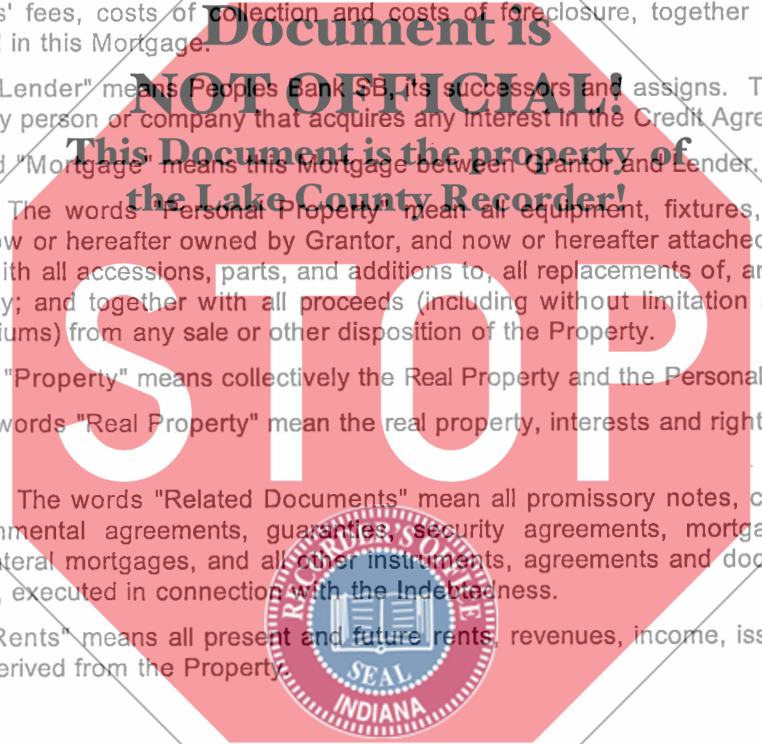 s' fees, costs of collection and costs of foreclosure, together
Document is
in this Mortgage.
Lender" means Peoples Bank SB, its successors and assigns. T
NOT OFFICIAL!
y person or company that acquires any interest in the Credit Agre
This Document is the property of
"Mortgage" means this Mortgage between Grantor and Lender.
the Lake County Recorder!
The words "Personal Property" mean all equipment, fixtures,
ow or hereafter owned by Grantor, and now or hereafter attached
ith all accessions, parts, and additions to, all replacements of, an
y; and together with all proceeds (including without limitation
iums) from any sale or other disposition of the Property.
STOP
"Property" means collectively the Real Property and the Personal
words "Real Property" mean the real property, interests and right
The words "Related Documents" mean all promissory notes, c
nmental agreements, guaranties, security agreements, mortga
ateral mortgages, and all other instruments, agreements and doc
, executed in connection with the Indebtedness.
Rents" means all present and future rents, revenues, income, iss
erived from the Property.
RECORDER'S OFFICE
SEAL
INDIANA